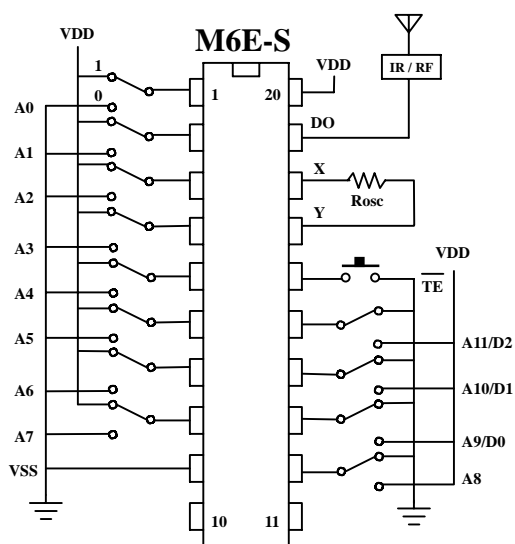 M6E-S
VDD
1
0
A0
A1
A2
A3
A4
A5
A6
A7
VSS
1
20
10
11
VDD
IR / RF
DO
X
Y
Rosc
TE
VDD
A11/D2
A10/D1
A9/D0
A8